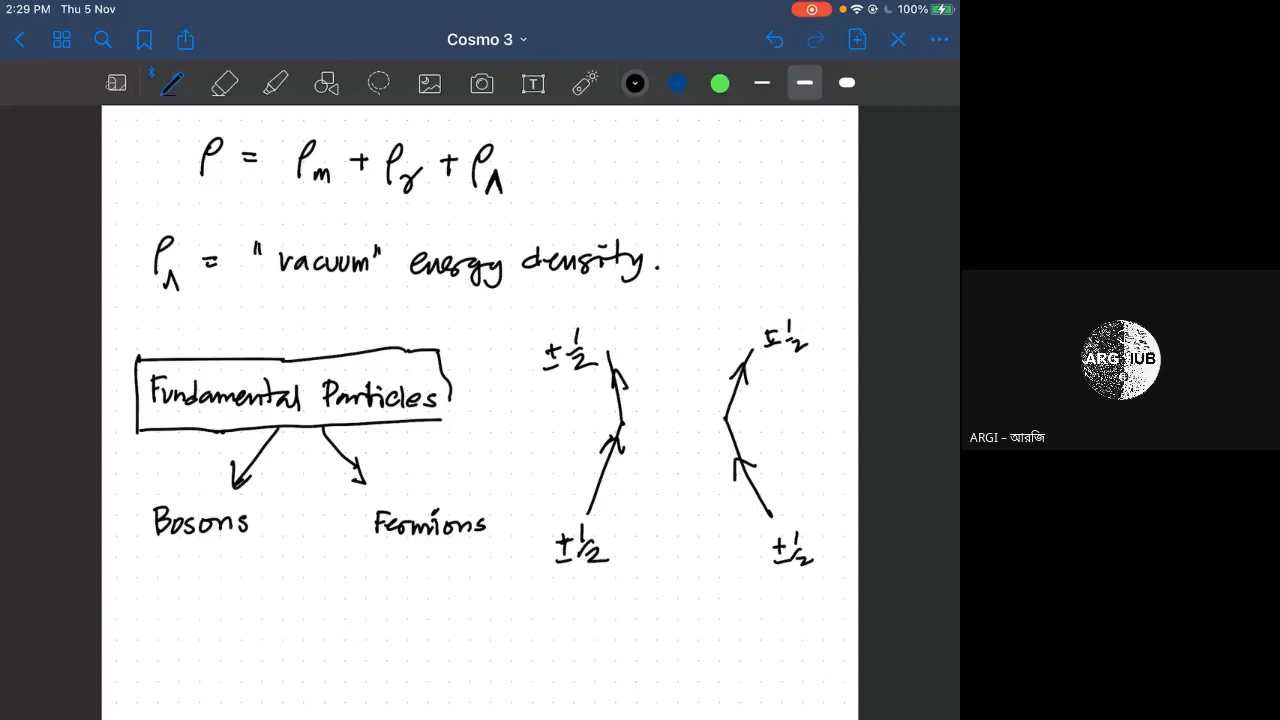 2:29 PM Thu 5 Nov 100%
Cosmo 3
T
ρ = ρm + ργ + ρΛ
ρΛ = "vacuum" energy density.
± 1/2 ± 1/2
Fundamental Particles
Bosons Fermions
± 1/2 ± 1/2
ARG IUB
ARGI – আরজি